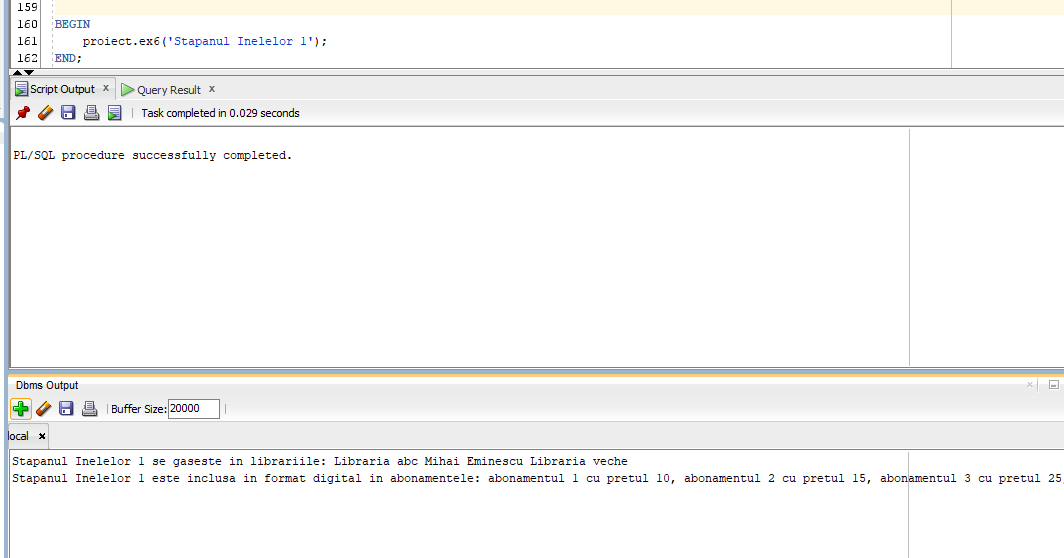 159
160 BEGIN
161 proiect.ex6('Stapanul Inelelor 1');
162 END;
Script Output x Query Result x
Task completed in 0.029 seconds
PL/SQL procedure successfully completed.
Dbms Output
Buffer Size: 20000
local x
Stapanul Inelelor 1 se gaseste in librariile: Libraria abc Mihai Eminescu Libraria veche
Stapanul Inelelor 1 este inclusa in format digital in abonamentele: abonamentul 1 cu pretul 10, abonamentul 2 cu pretul 15, abonamentul 3 cu pretul 25,